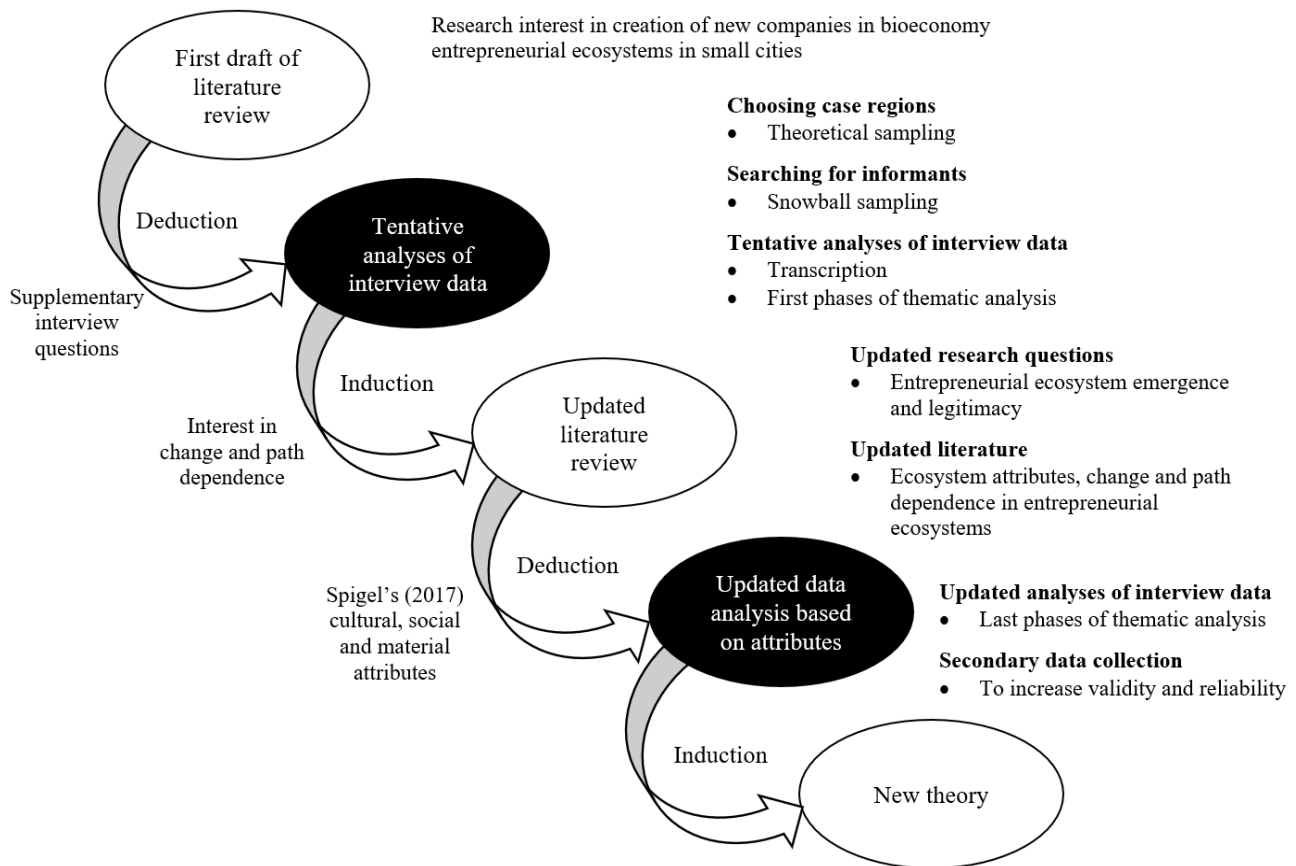 Research interest in creation of new companies in bioeconomy
entrepreneurial ecosystems in small cities
First draft of
literature
review
Choosing case regions
• Theoretical sampling
Searching for informants
• Snowball sampling
Deduction
Tentative
analyses of
interview data
Tentative analyses of interview data
• Transcription
• First phases of thematic analysis
Supplementary
interview
questions
Updated research questions
• Entrepreneurial ecosystem emergence
and legitimacy
Induction
Updated
literature
review
Interest in
change and path
dependence
Updated literature
• Ecosystem attributes, change and path
dependence in entrepreneurial
ecosystems
Deduction
Updated data
analysis based
on attributes
Spigel’s (2017)
cultural, social
and material
attributes
Updated analyses of interview data
• Last phases of thematic analysis
Secondary data collection
• To increase validity and reliability
Induction
New theory